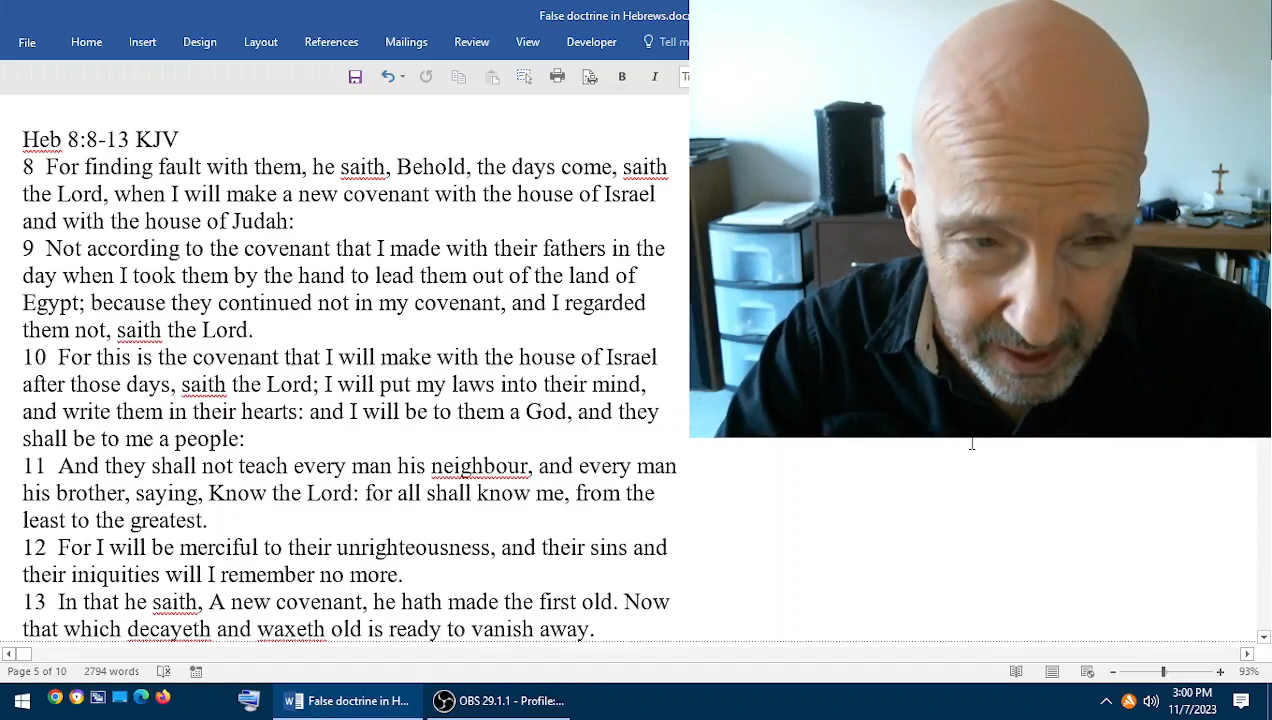 False doctrine in Hebrews.docx
File Home Insert Design Layout References Mailings Review View Developer Tell m
B I T
Heb 8:8-13 KJV
8 For finding fault with them, he saith, Behold, the days come, saith
the Lord, when I will make a new covenant with the house of Israel
and with the house of Judah:
9 Not according to the covenant that I made with their fathers in the
day when I took them by the hand to lead them out of the land of
Egypt; because they continued not in my covenant, and I regarded
them not, saith the Lord.
10 For this is the covenant that I will make with the house of Israel
after those days, saith the Lord; I will put my laws into their mind,
and write them in their hearts: and I will be to them a God, and they
shall be to me a people:
11 And they shall not teach every man his neighbour, and every man
his brother, saying, Know the Lord: for all shall know me, from the
least to the greatest.
12 For I will be merciful to their unrighteousness, and their sins and
their iniquities will I remember no more.
13 In that he saith, A new covenant, he hath made the first old. Now
that which decayeth and waxeth old is ready to vanish away.
Page 5 of 10 2794 words 93%
False doctrine in H... OBS 29.1.1 - Profile:... 3:00 PM
11/7/2023